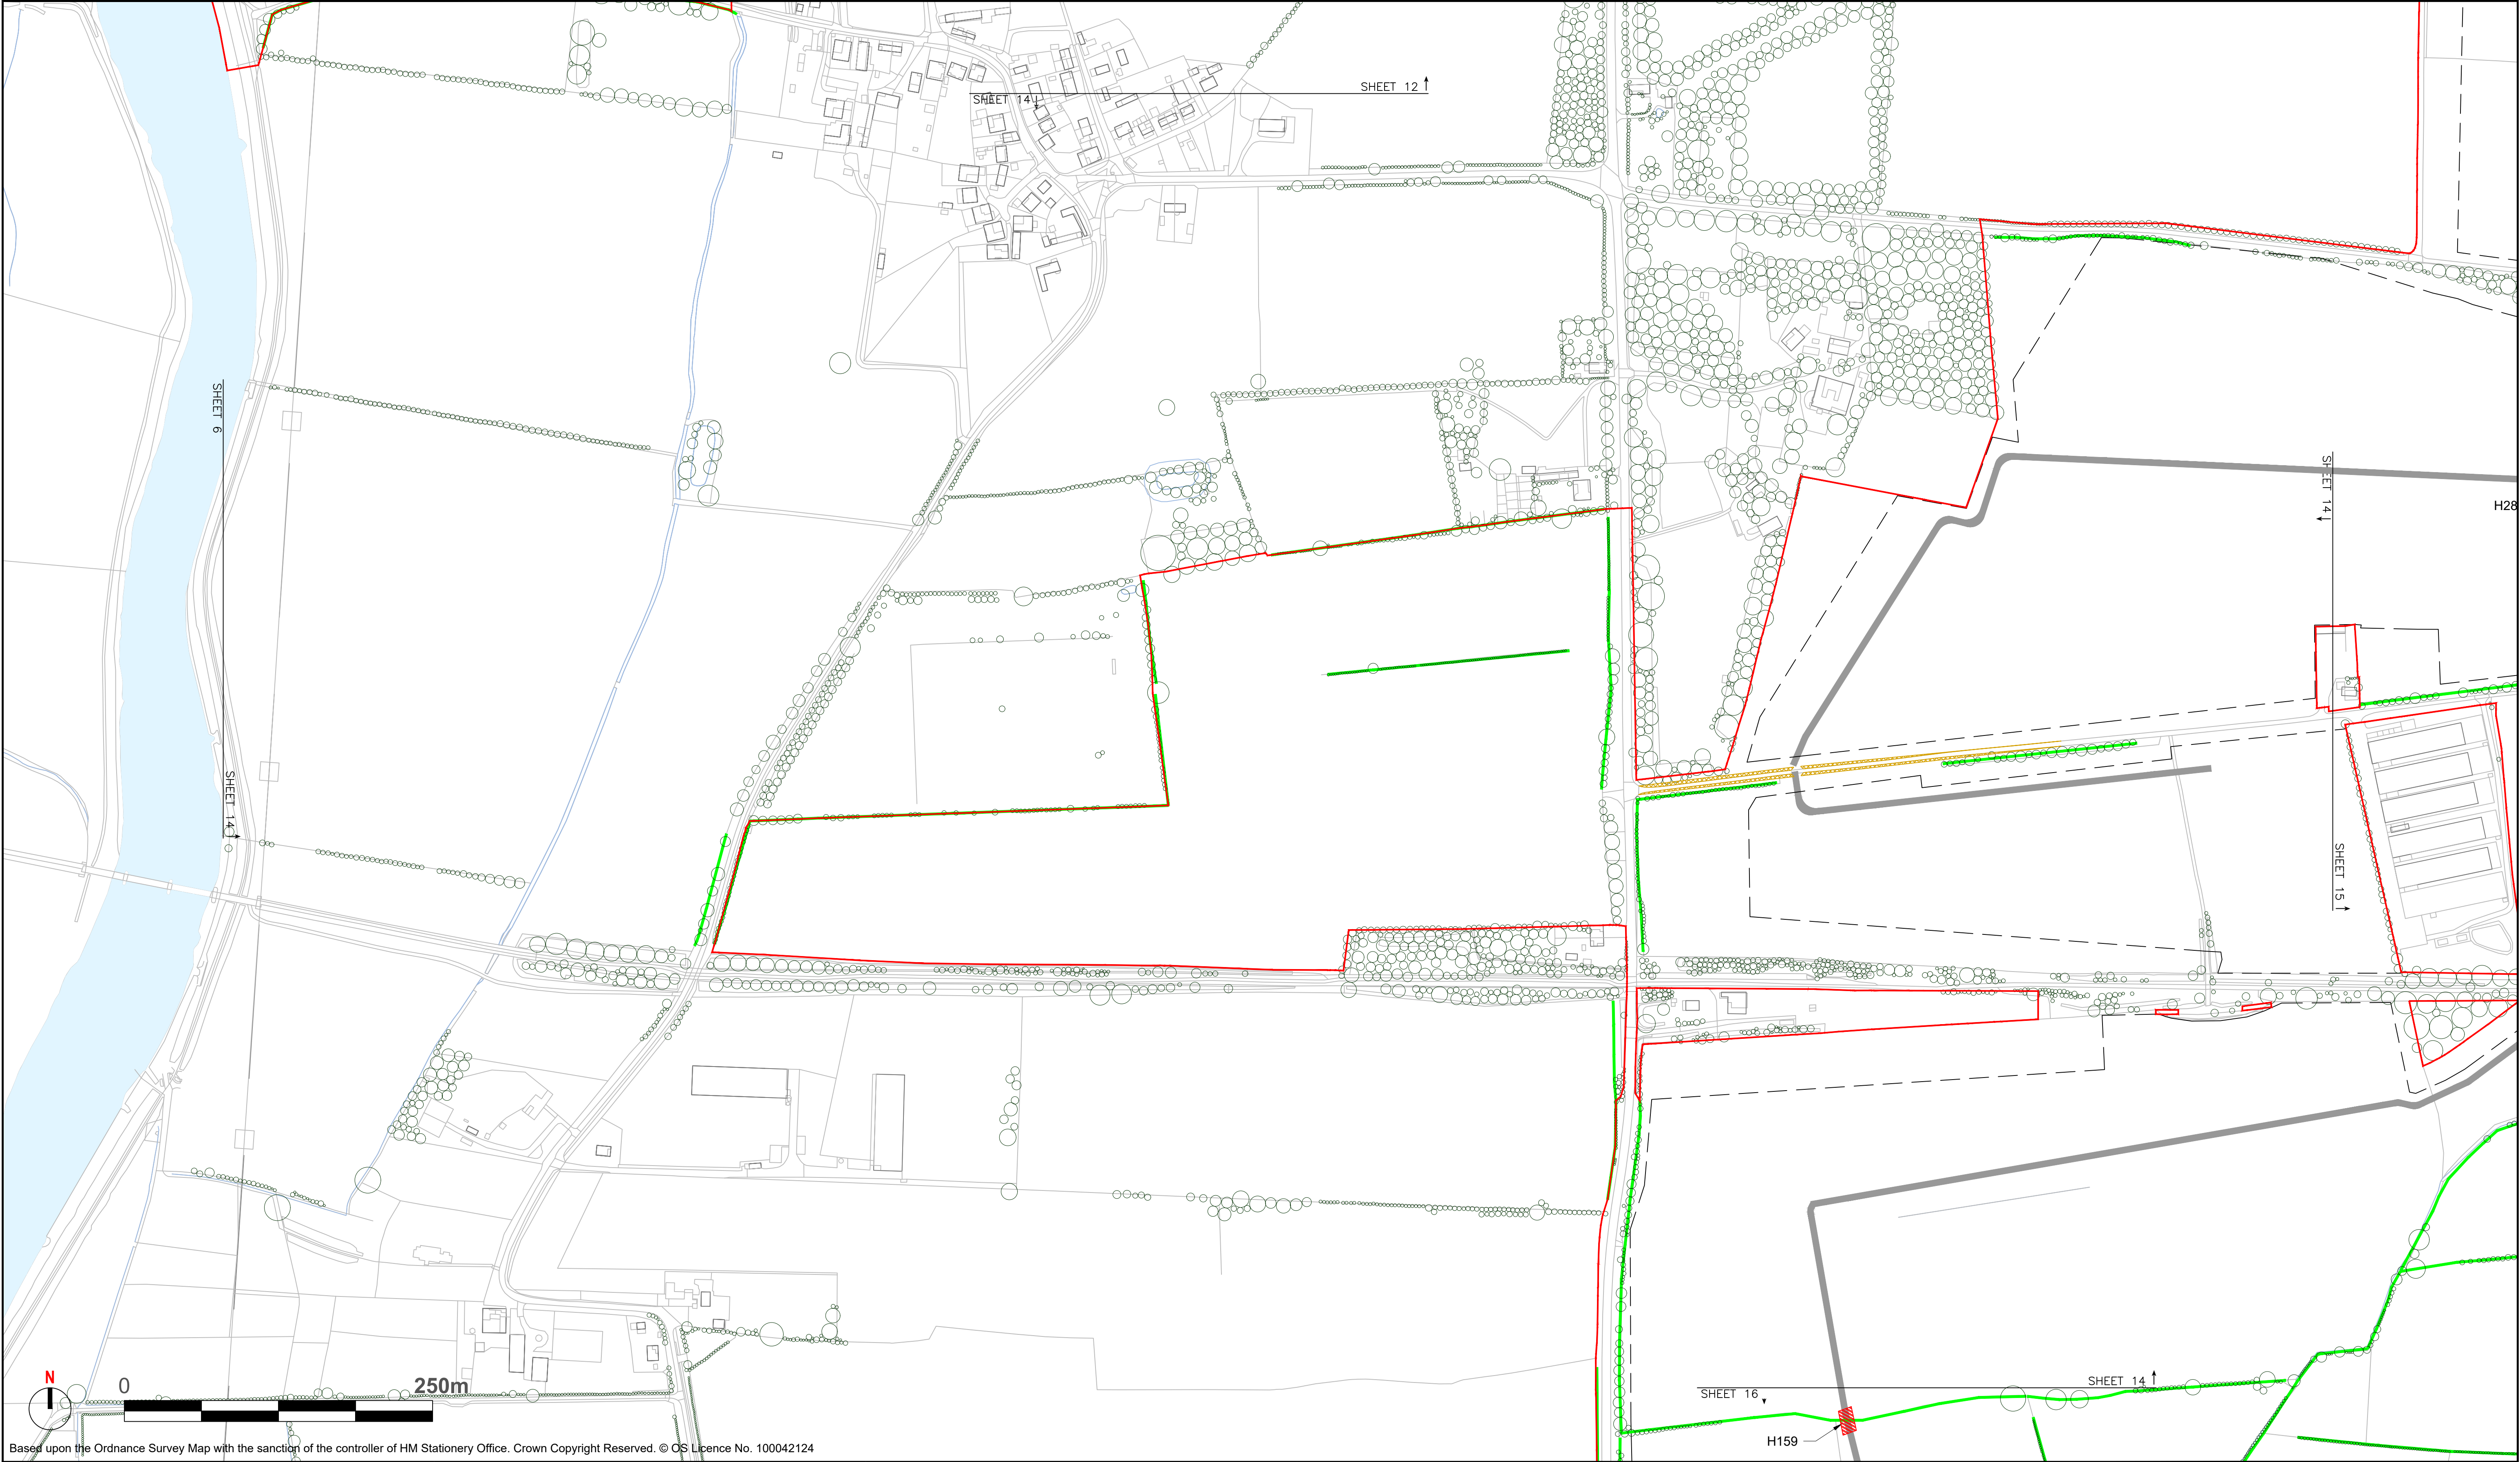 SHEET 12
SHEET 14
SHEET 6
SHEET 14
SHEET 14
H28
SHEET 15
SHEET 14
SHEET 16
H159
N
0
250m
Based upon the Ordnance Survey Map with the sanction of the controller of HM Stationery Office. Crown Copyright Reserved. © OS Licence No. 100042124